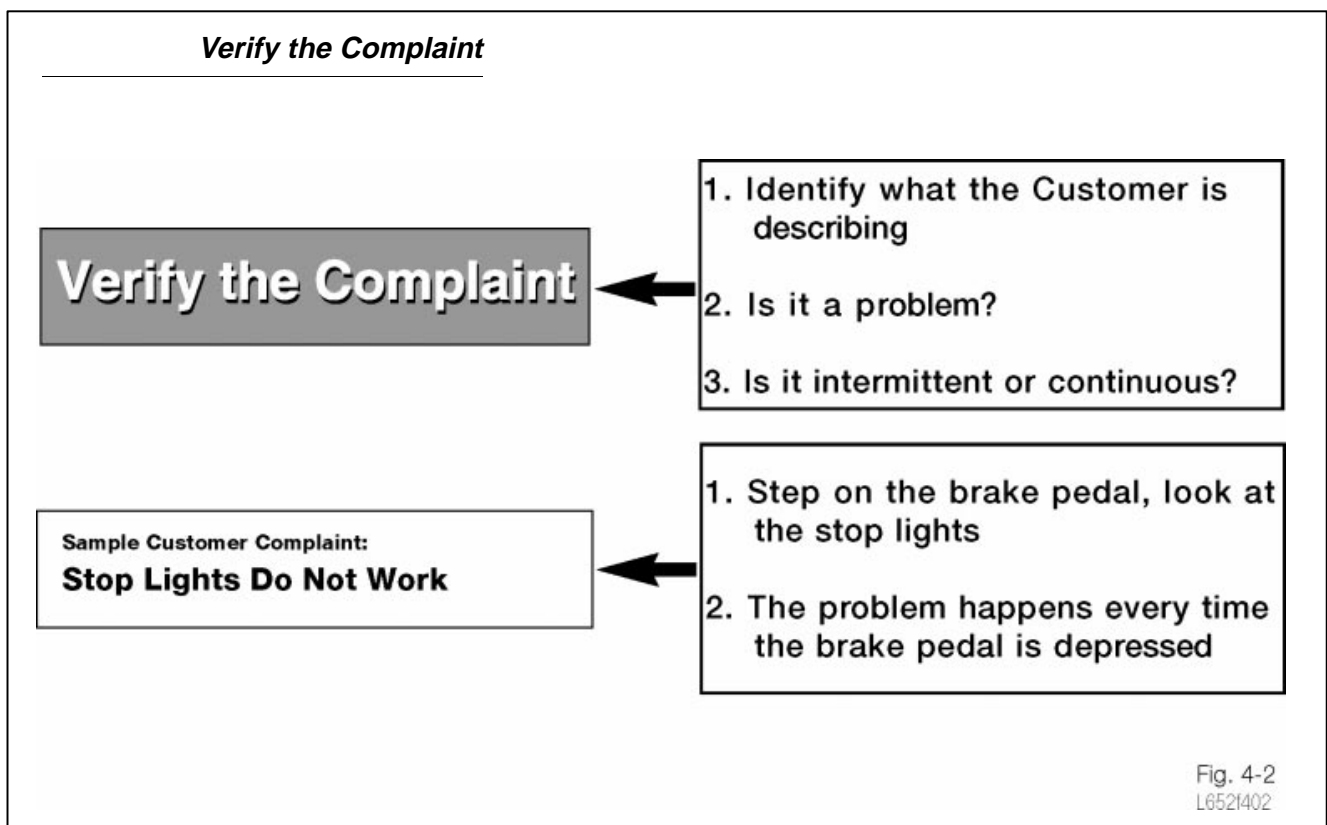 Verify the Complaint
Verify the Complaint
1. Identify what the Customer is
describing
2. Is it a problem?
3. Is it intermittent or continuous?
Sample Customer Complaint:
Stop Lights Do Not Work
1. Step on the brake pedal, look at
the stop lights
2. The problem happens every time
the brake pedal is depressed
Fig. 4-2
L652f402